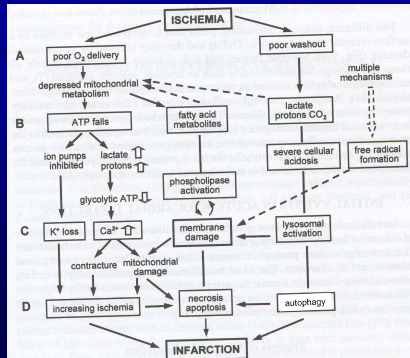 ISCHEMIA
A
poor O₂ delivery
poor washout
depressed mitochondrial
metabolism
multiple
mechanisms
B
ATP falls
fatty acid
metabolites
lactate
protons CO₂
ion pumps
inhibited
lactate
protons
severe cellular
acidosis
free radical
formation
phospholipase
activation
glycolytic ATP
C
K⁺ loss
Ca²⁺
membrane
damage
lysosomal
activation
contracture
mitochondrial
damage
D
increasing ischemia
necrosis
apoptosis
autophagy
INFARCTION